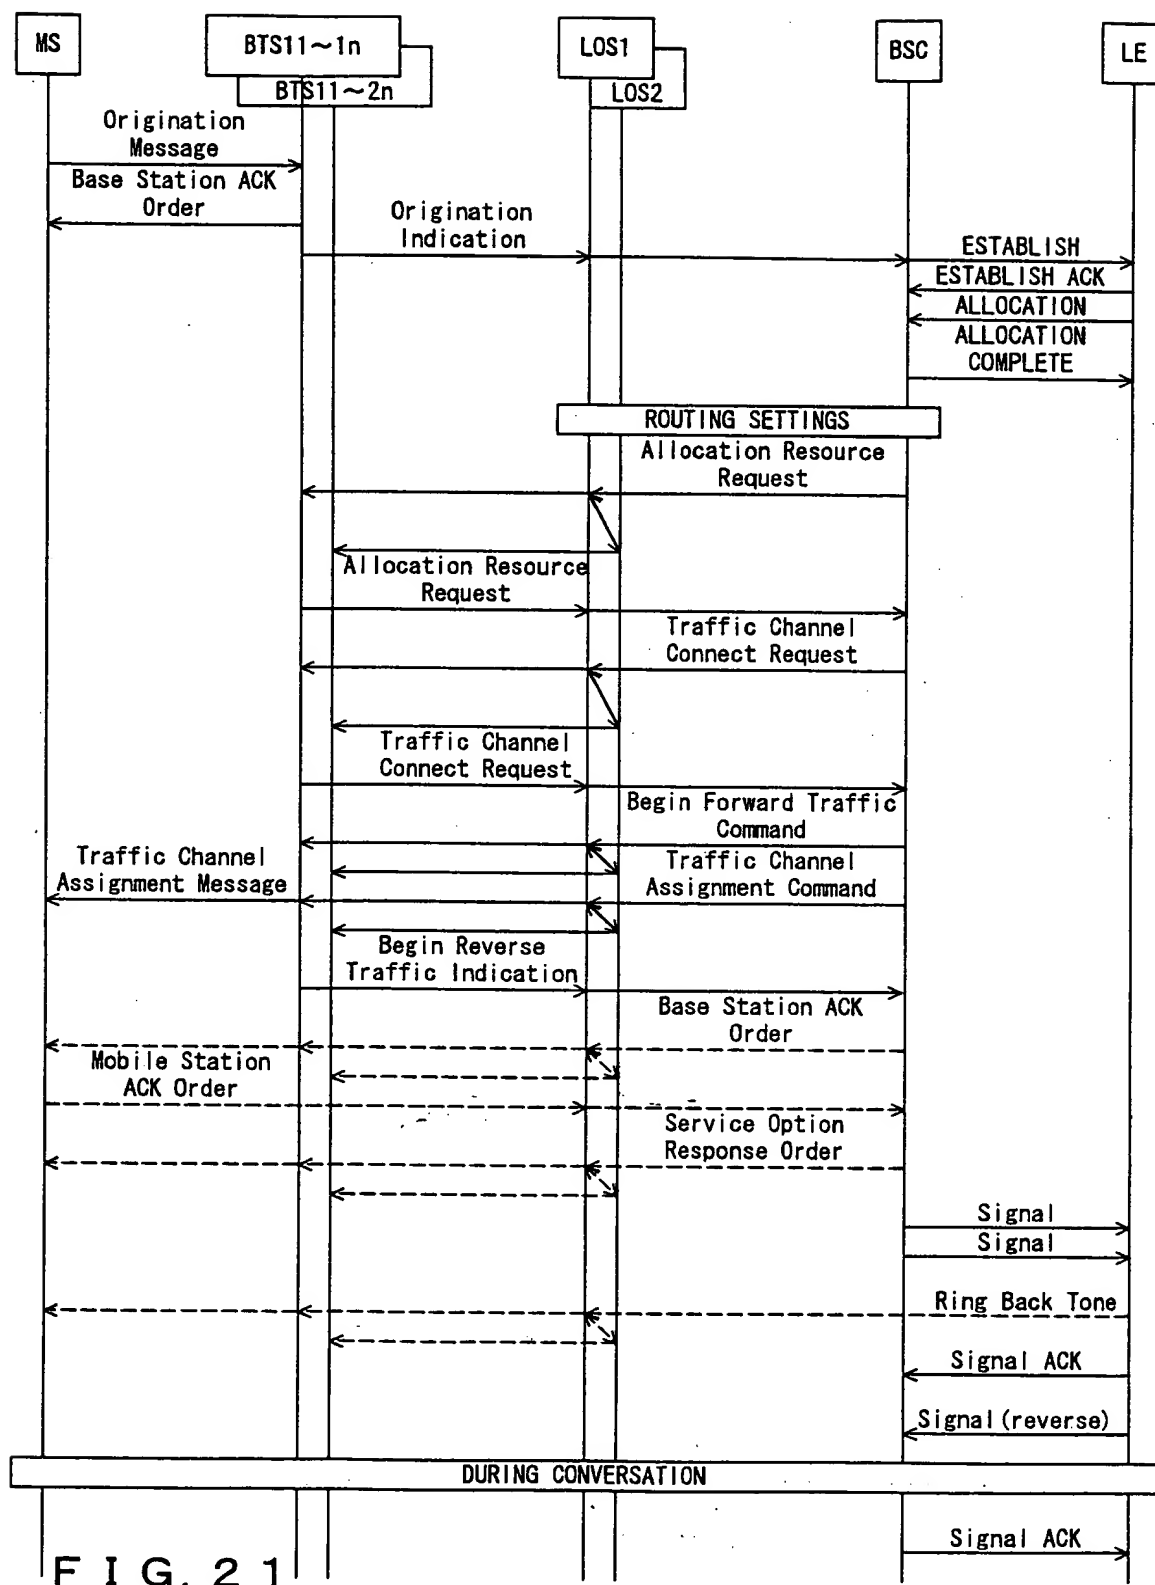 MS
BTS11~1n
BTS11~2n
LOS1
LOS2
BSC
LE
Origination
Message
Base Station ACK
Order
Origination
Indication
ESTABLISH
ESTABLISH ACK
ALLOCATION
ALLOCATION
COMPLETE
ROUTING SETTINGS
Allocation Resource
Request
Allocation Resource
Request
Traffic Channel
Connect Request
Traffic Channel
Connect Request
Begin Forward Traffic
Command
Traffic Channel
Assignment Message
Traffic Channel
Assignment Command
Begin Reverse
Traffic Indication
Base Station ACK
Order
Mobile Station
ACK Order
Service Option
Response Order
Signal
Signal
Ring Back Tone
Signal ACK
Signal(reverse)
DURING CONVERSATION
Signal ACK
FIG.21